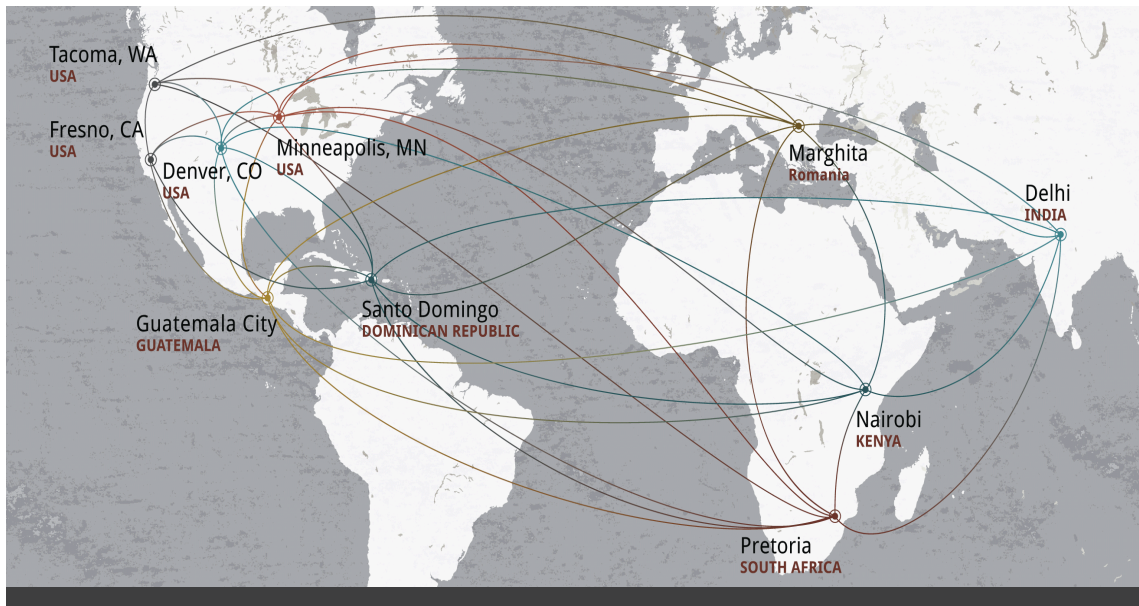 Tacoma, WA
USA
Fresno, CA
USA
Denver, CO
USA
Minneapolis, MN
USA
Marghita
Romania
Delhi
INDIA
Guatemala City
GUATEMALA
Santo Domingo
DOMINICAN REPUBLIC
Nairobi
KENYA
Pretoria
SOUTH AFRICA